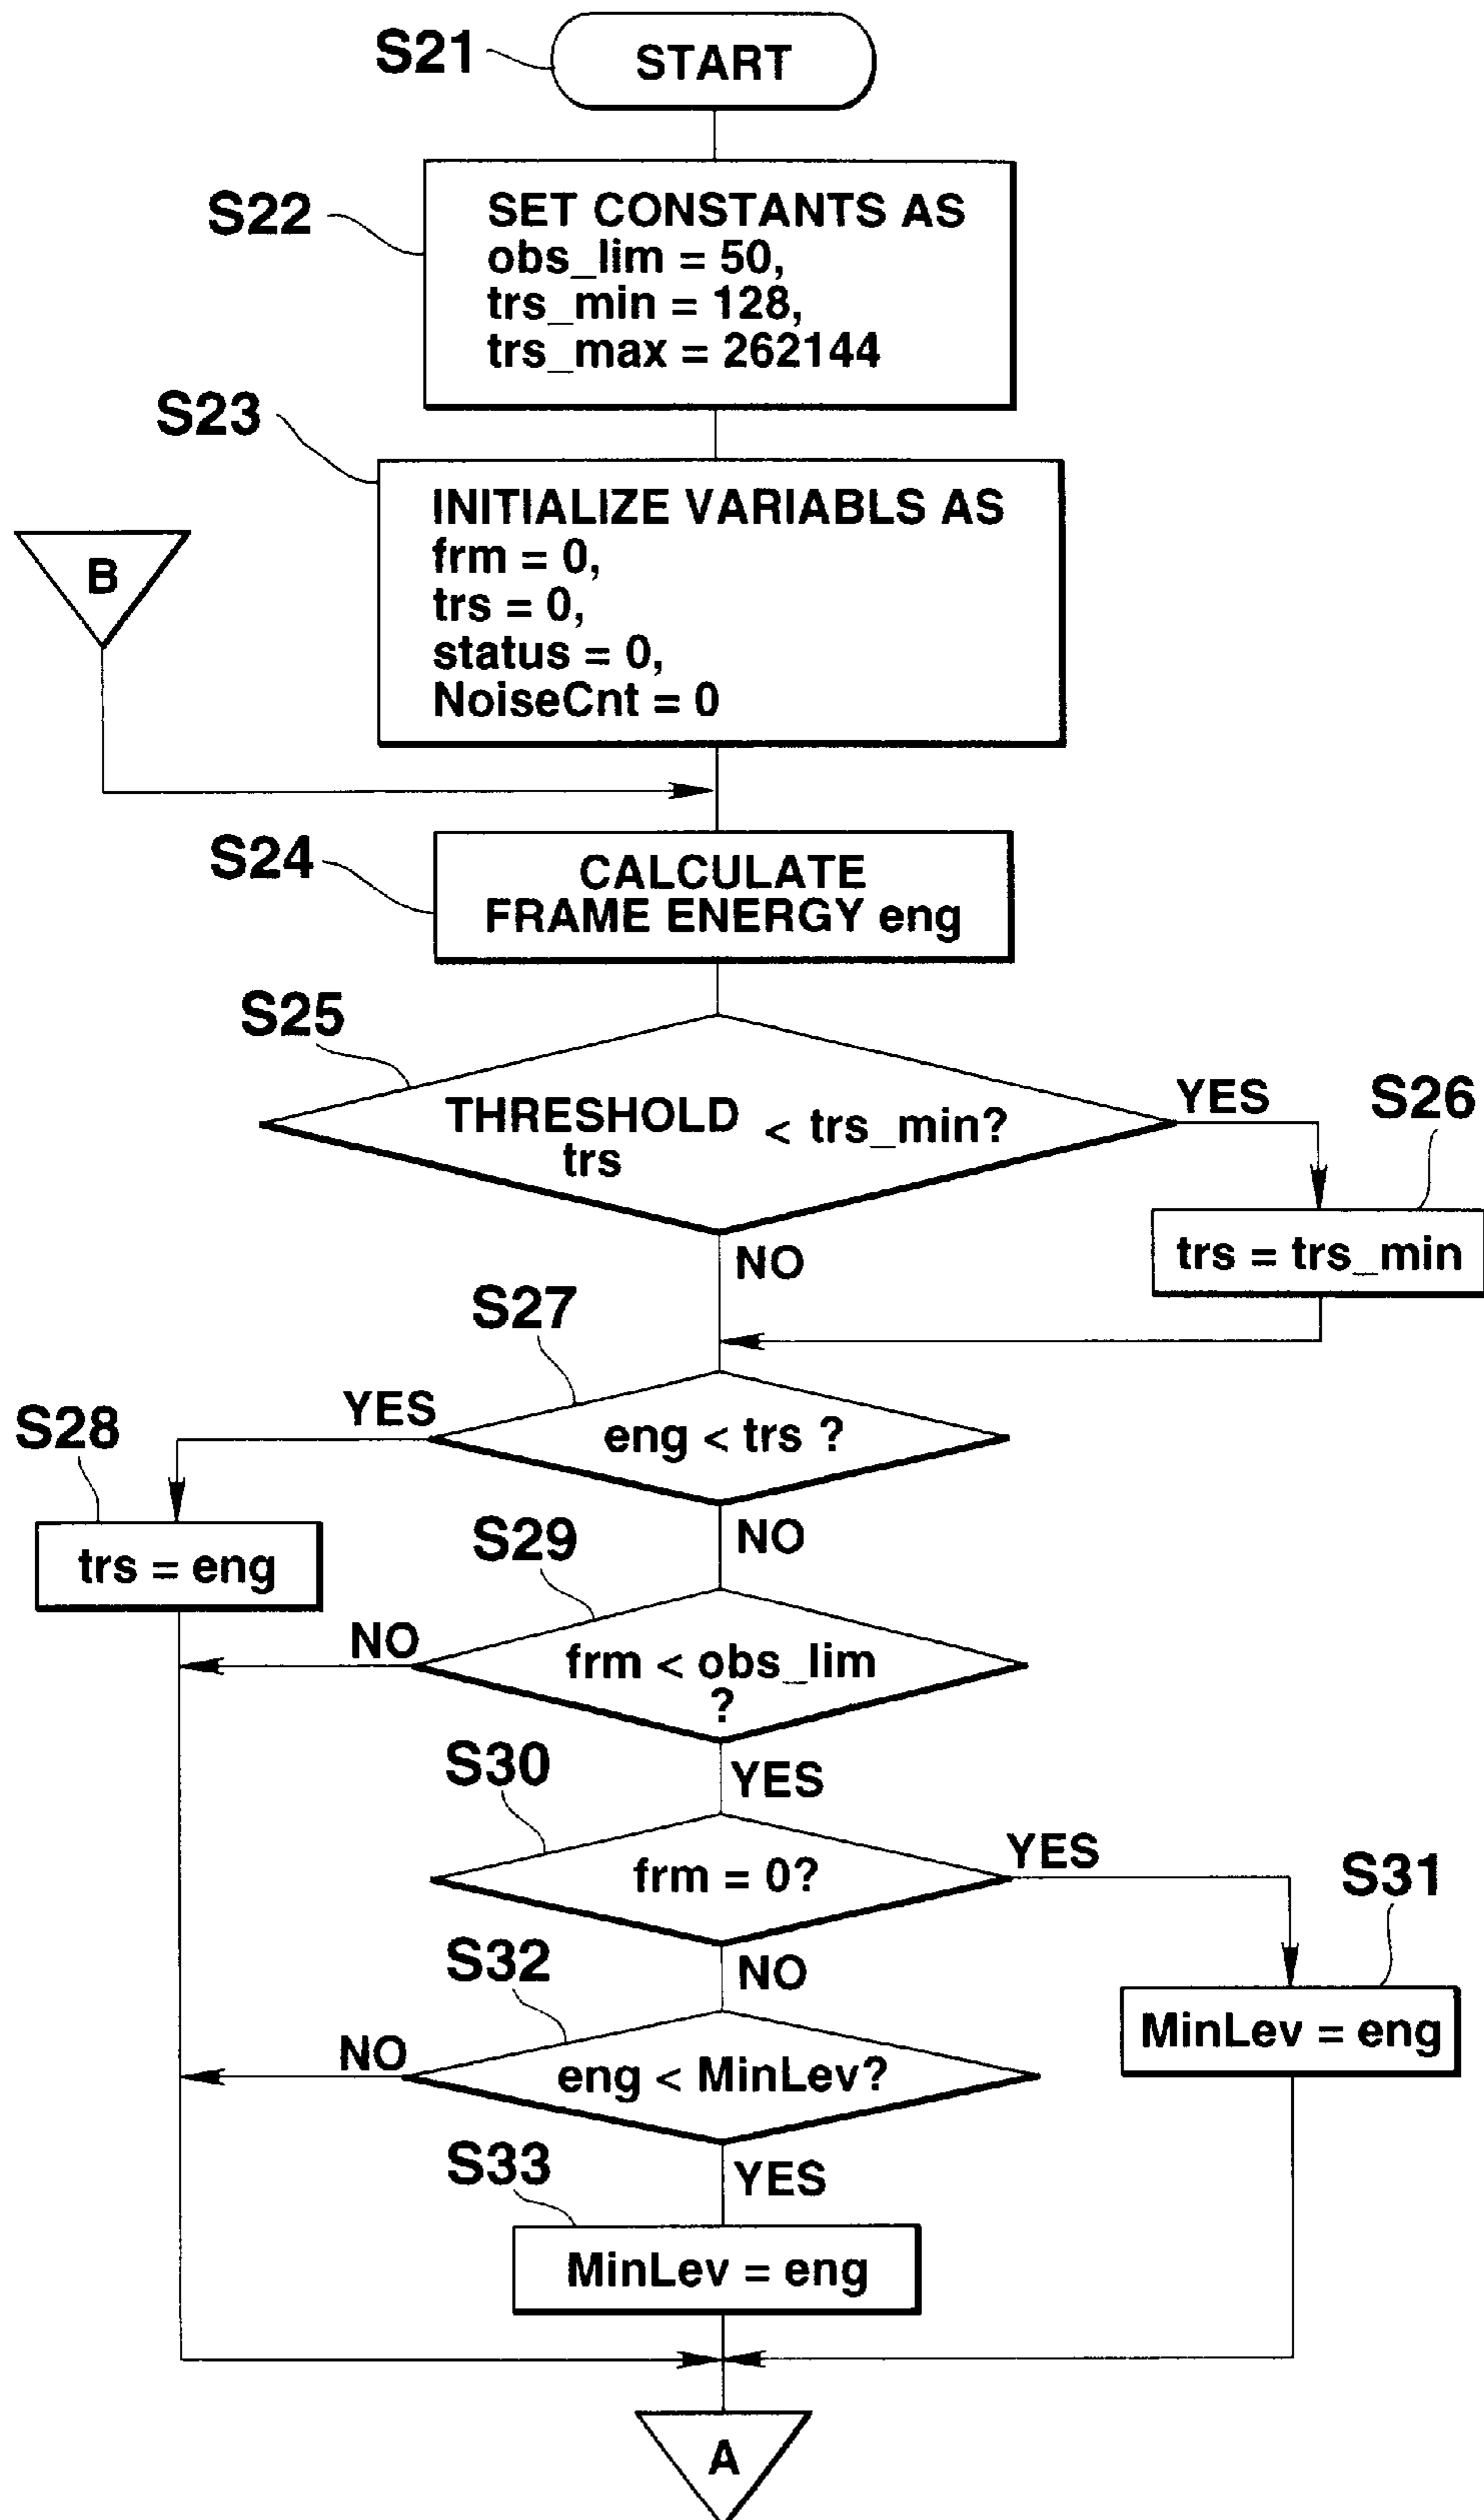 S21
START
S22
SET CONSTANTS AS
obs_lim = 50,
trs_min = 128,
trs_max = 262144
S23
INITIALIZE VARIABLS AS
frm = 0,
trs = 0,
status = 0,
NoiseCnt = 0
B
S24
CALCULATE
FRAME ENERGY eng
S25
THRESHOLD
trs
< trs_min?
YES
S26
trs = trs_min
NO
S27
YES
eng < trs ?
S28
trs = eng
NO
S29
NO
frm < obs_lim
?
YES
S30
frm = 0?
YES
S31
MinLev = eng
NO
S32
NO
eng < MinLev?
YES
S33
MinLev = eng
A